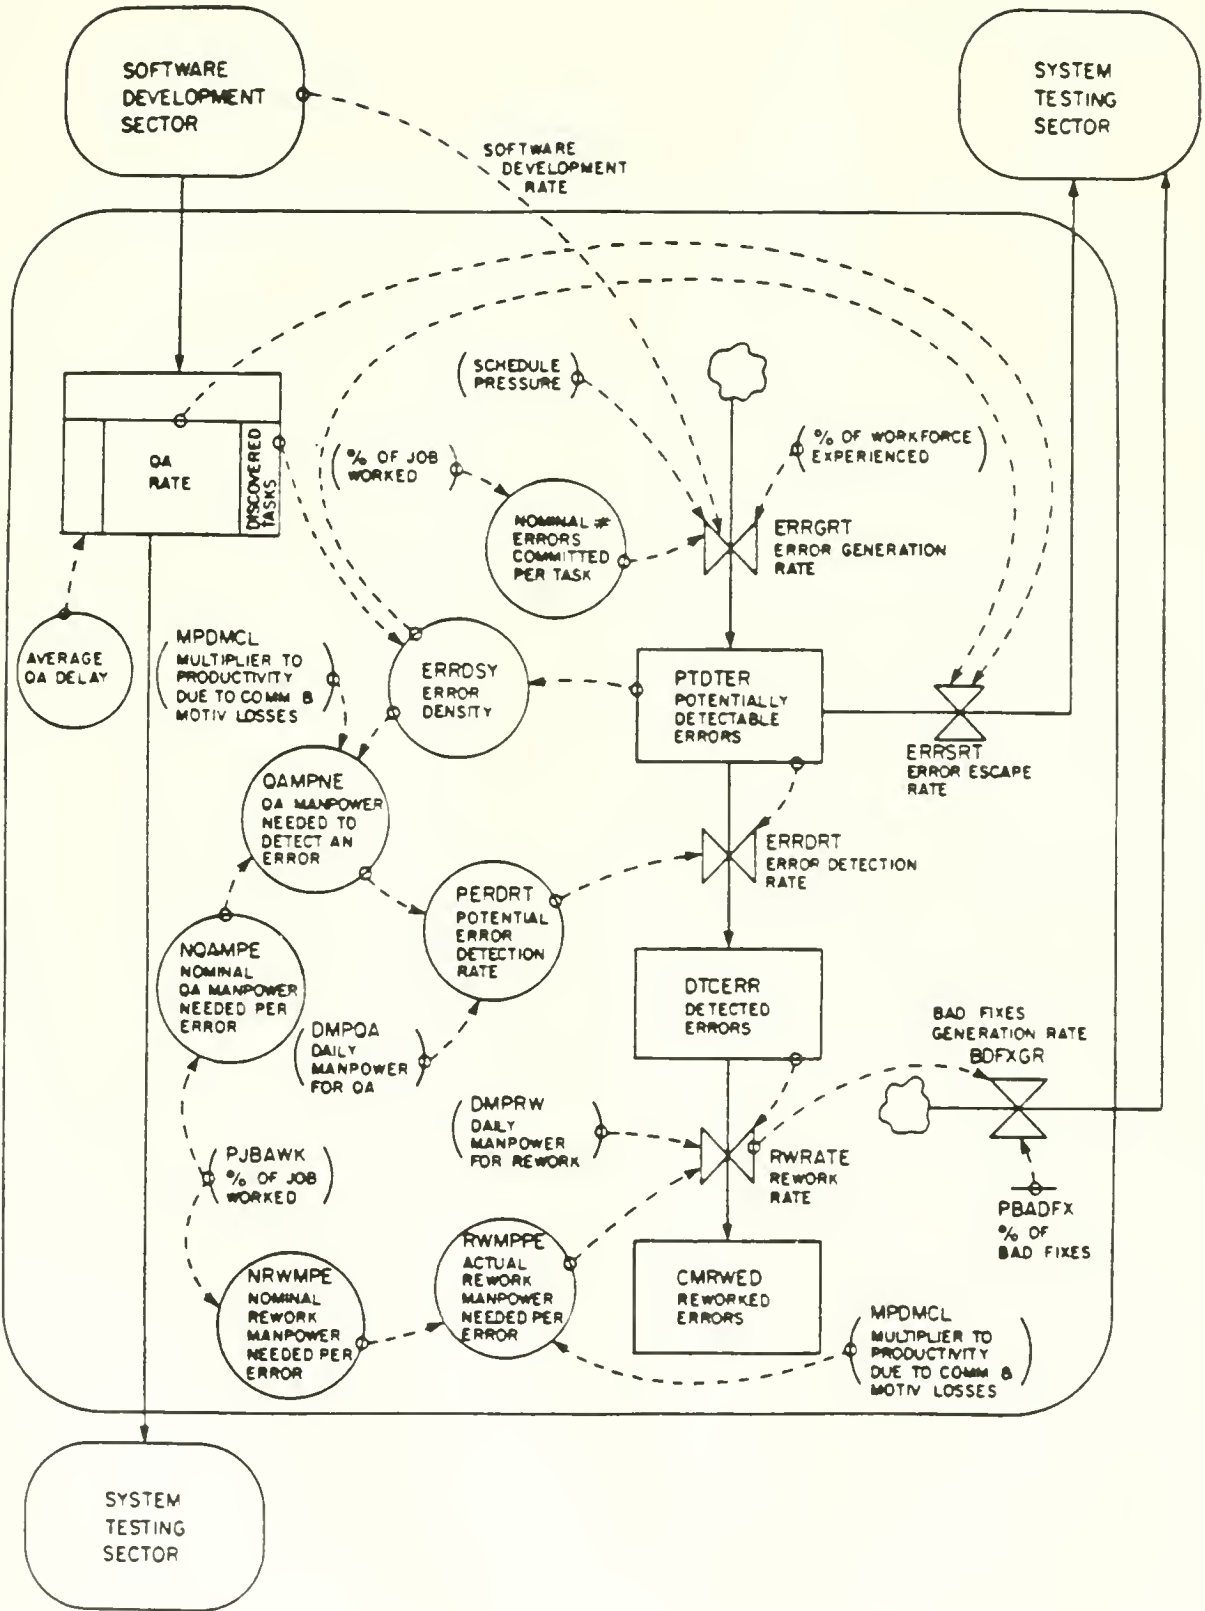 SOFTWARE
DEVELOPMENT
SECTOR
SYSTEM
TESTING
SECTOR
SOFTWARE
DEVELOPMENT
RATE
SCHEDULE
PRESSURE
% OF WORKFORCE
EXPERIENCED
% OF JOB
WORKED
QA
RATE
DISCOVERED
TASKS
NOMINAL #
ERRORS
COMMITTED
PER TASK
ERRGRT
ERROR GENERATION
RATE
AVERAGE
QA DELAY
MPDMCL
MULTIPLIER TO
PRODUCTIVITY
DUE TO COMM &
MOTIV LOSSES
ERRDSY
ERROR
DENSITY
PTDTER
POTENTIALLY
DETECTABLE
ERRORS
ERRSRT
ERROR ESCAPE
RATE
QAMPNE
QA MANPOWER
NEEDED TO
DETECT AN
ERROR
ERRDRT
ERROR DETECTION
RATE
PERDRT
POTENTIAL
ERROR
DETECTION
RATE
NQAMPE
NOMINAL
QA MANPOWER
NEEDED PER
ERROR
DTCERR
DETECTED
ERRORS
DMPQA
DAILY
MANPOWER
FOR QA
BAD FIXES
GENERATION RATE
BDFXGR
DMPRW
DAILY
MANPOWER
FOR REWORK
PJBAWK
% OF JOB
WORKED
RWRATE
REWORK
RATE
PBADFX
% OF
BAD FIXES
RWMPPE
ACTUAL
REWORK
MANPOWER
NEEDED PER
ERROR
NRWMPE
NOMINAL
REWORK
MANPOWER
NEEDED PER
ERROR
CMRWED
REWORKED
ERRORS
MPDMCL
MULTIPLIER TO
PRODUCTIVITY
DUE TO COMM &
MOTIV LOSSES
SYSTEM
TESTING
SECTOR